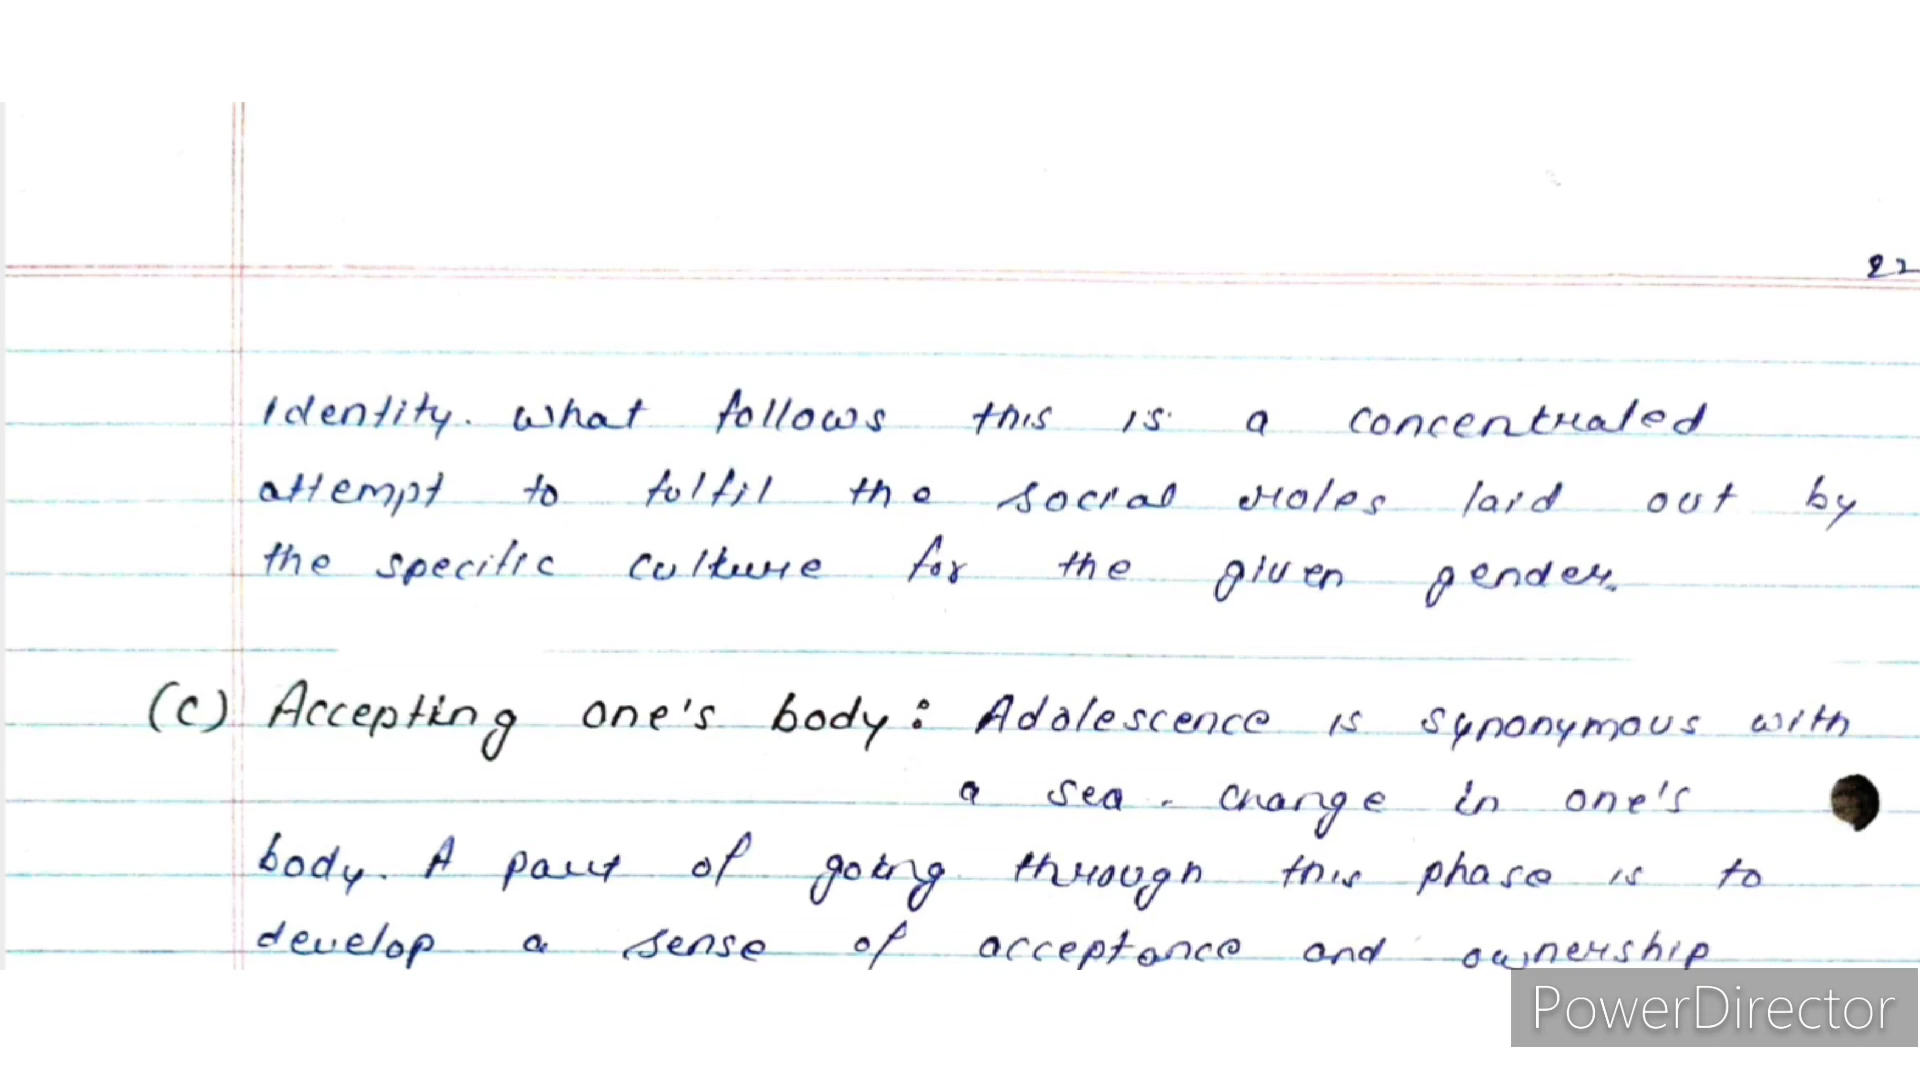 22
Identity. What follows this is a concentrated
attempt to fulfil the social roles laid out by
the specific culture for the given gender.
(C) Accepting one's body: Adolescence is synonymous with
a sea-change in one's
body. A part of going through this phase is to
develop a sense of acceptance and ownership
PowerDirector